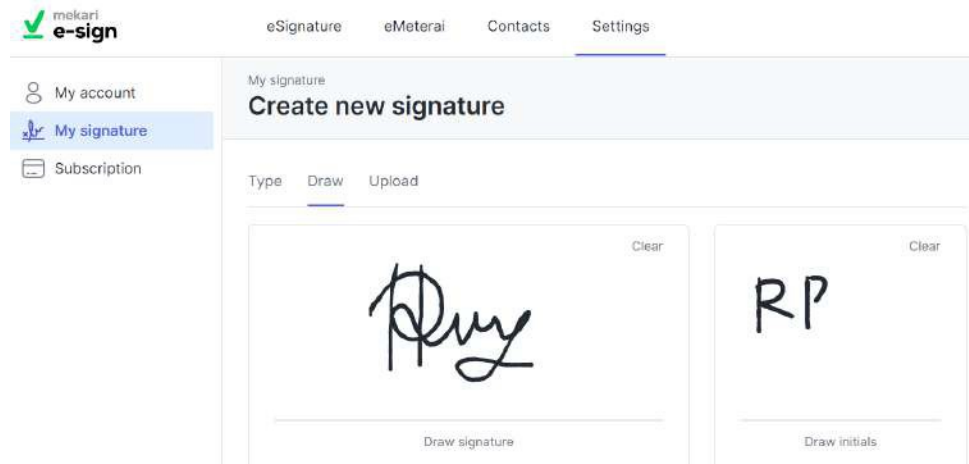 mekari
e-sign
eSignature eMeterai Contacts Settings
My account
My signature
Subscription
My signature
Create new signature
Type Draw Upload
Clear
Draw signature
Clear
RP
Draw initials